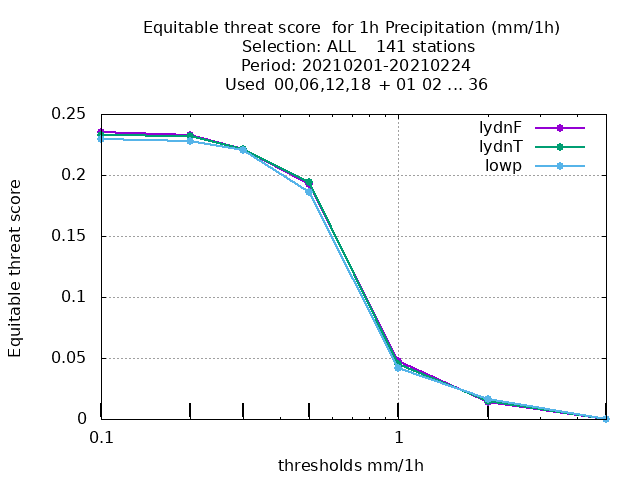 Equitable threat score  for 1h Precipitation (mm/1h)
Selection: ALL    141 stations
Period: 20210201-20210224
Used  00,06,12,18  + 01 02 ... 36
lydnF
lydnT
lowp
Equitable threat score
0.25
0.2
0.15
0.1
0.05
0
0.1
1
thresholds mm/1h